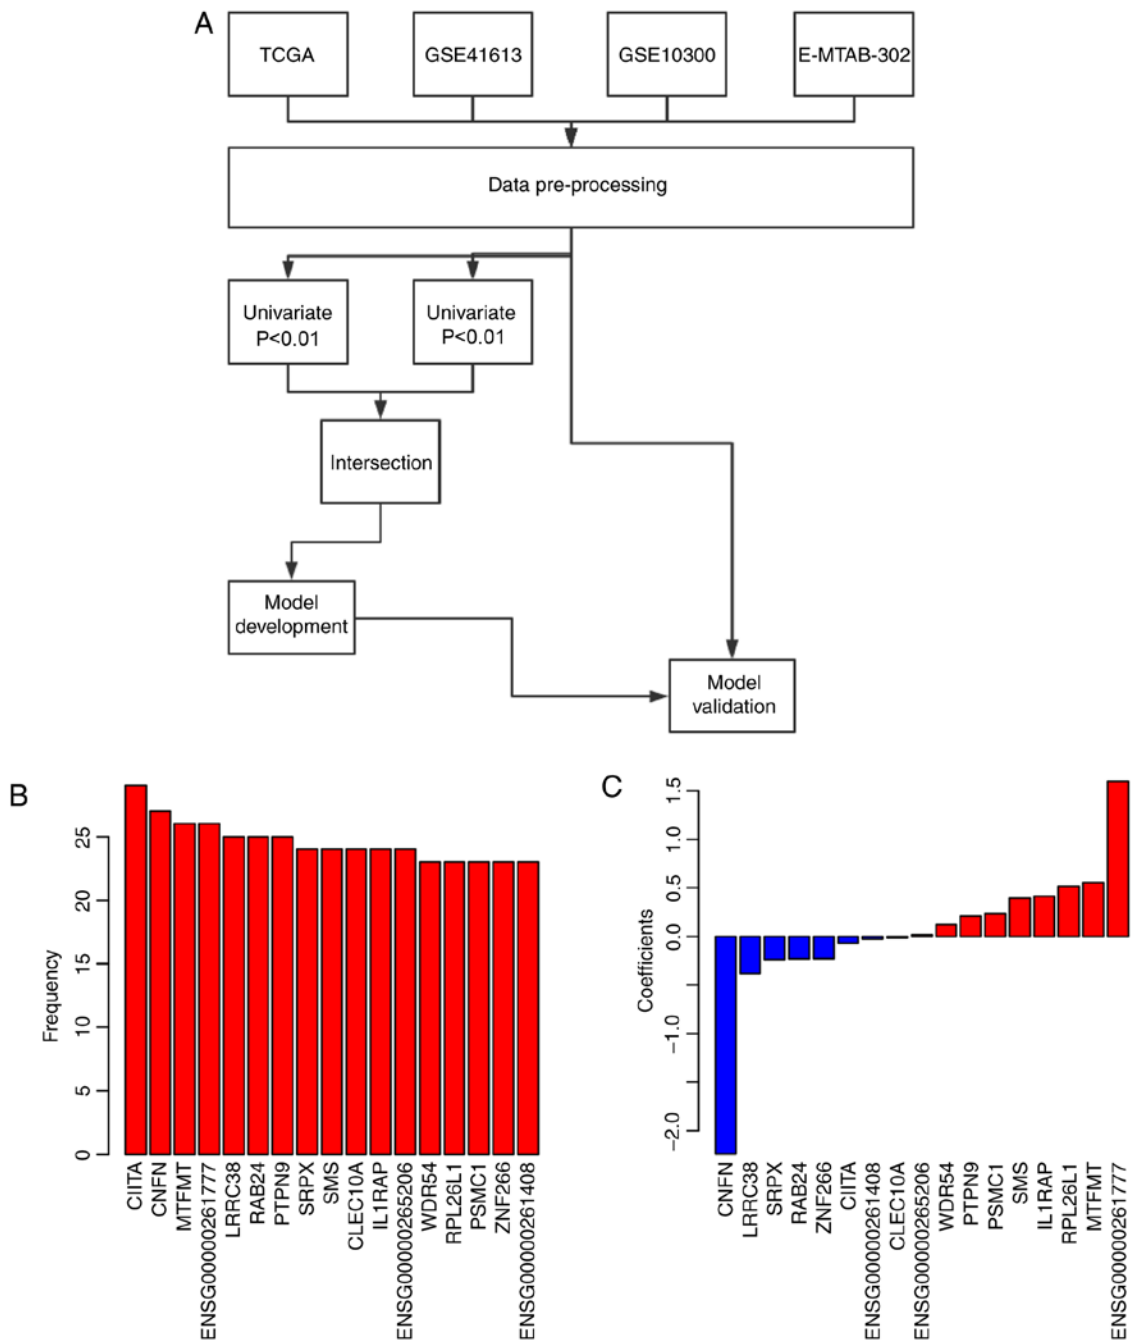 A
TCGA
GSE41613
GSE10300
E-MTAB-302
Data pre-processing
Univariate
P<0.01
Univariate
P<0.01
Intersection
Model
development
Model
validation
B
Frequency
25
20
15
10
5
0
CIITA
CNFN
MTFMT
ENSG00000261777
LRRC38
RAB24
PTPN9
SRPX
SMS
CLEC10A
IL1RAP
ENSG00000265206
WDR54
RPL26L1
PSMC1
ZNF266
ENSG00000261408
C
Coefficients
1.5
1.0
0.5
0.0
−1.0
−2.0
CNFN
LRRC38
SRPX
RAB24
ZNF266
CIITA
ENSG00000261408
CLEC10A
ENSG00000265206
WDR54
PTPN9
PSMC1
SMS
IL1RAP
RPL26L1
MTFMT
ENSG00000261777